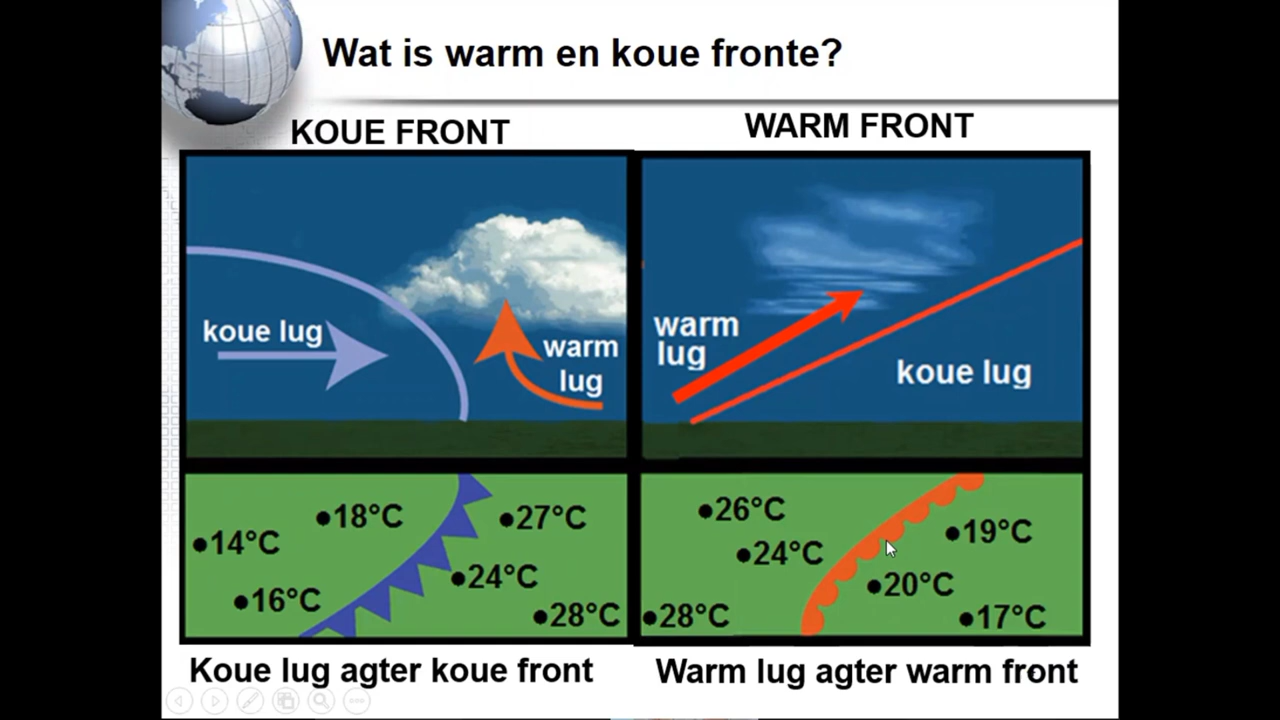 Wat is warm en koue fronte?
KOUE FRONT
WARM FRONT
koue lug
warm
lug
warm
lug
koue lug
18°C
27°C
14°C
24°C
16°C
28°C
26°C
19°C
24°C
20°C
28°C
17°C
Koue lug agter koue front
Warm lug agter warm front